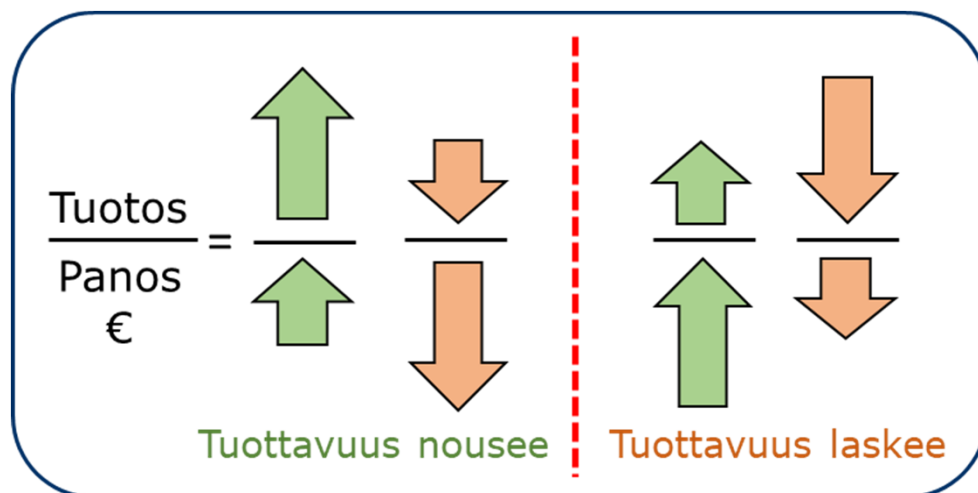 Tuotos
=
Panos
€
Tuottavuus nousee
Tuottavuus laskee